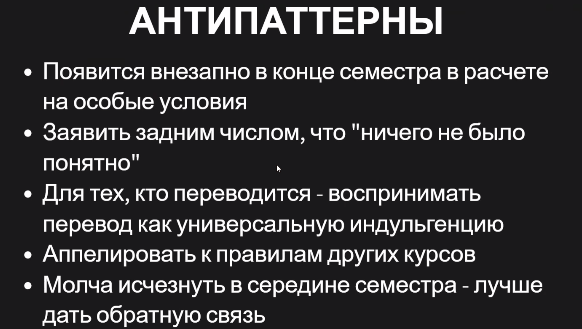 АНТИПАТТЕРНЫ
• Появится внезапно в конце семестра в расчете
на особые условия
• Заявить задним числом, что "ничего не было
понятно"
• Для тех, кто переводится - воспринимать
перевод как универсальную индульгенцию
• Аппелировать к правилам других курсов
• Молча исчезнуть в середине семестра - лучше
дать обратную связь